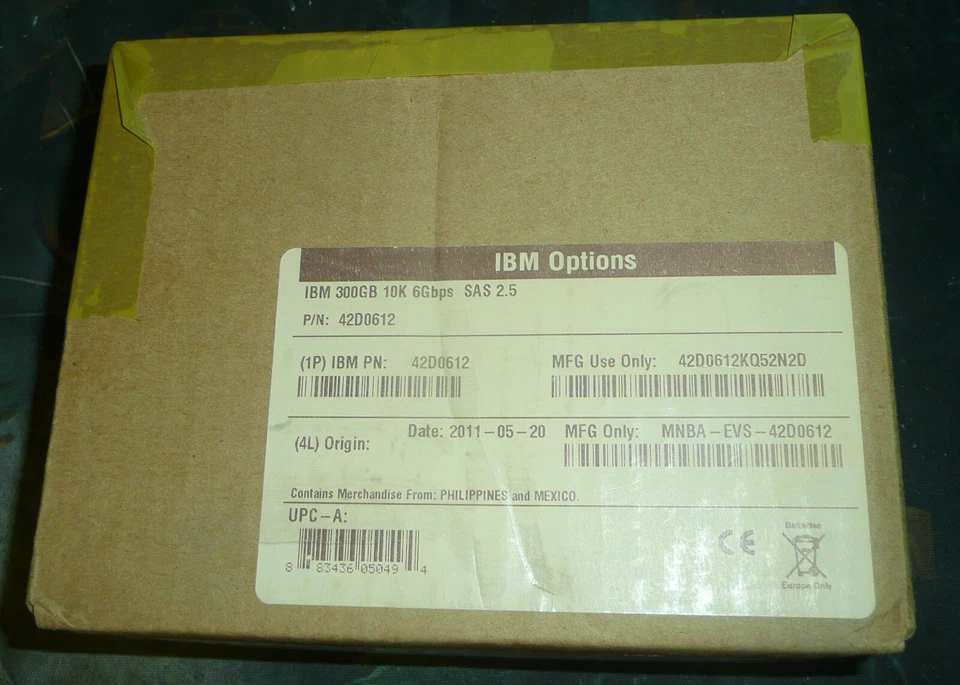 IBM Options
IBM 300GB 10K 6Gbps SAS 2.5
P/N: 42D0612
(1P) IBM PN: 42D0612 MFG Use Only: 42D0612KQ52N2D
(4L) Origin: Date: 2011-05-20 MFG Only: MNBA-EVS-42D0612
Contains Merchandise From: PHILIPPINES and MEXICO.
UPC-A:
8 83436 05049 4
CE
Batteries
Europe Only